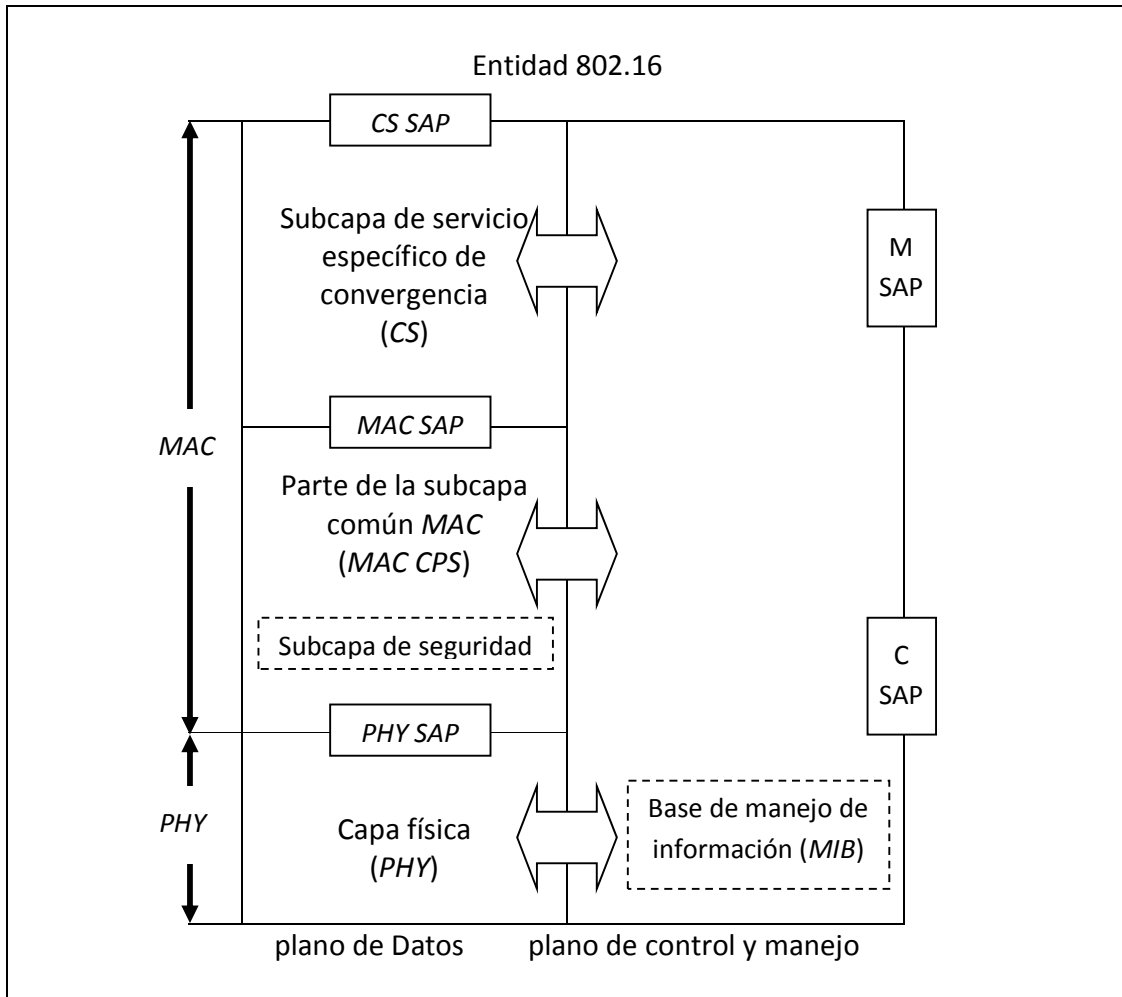 Entidad 802.16
CS SAP
Subcapa de servicio
específico de
convergencia
(CS)
M
SAP
MAC SAP
MAC
Parte de la subcapa
común MAC
(MAC CPS)
Subcapa de seguridad
C
SAP
PHY SAP
PHY
Capa física
(PHY)
Base de manejo de
información (MIB)
plano de Datos
plano de control y manejo